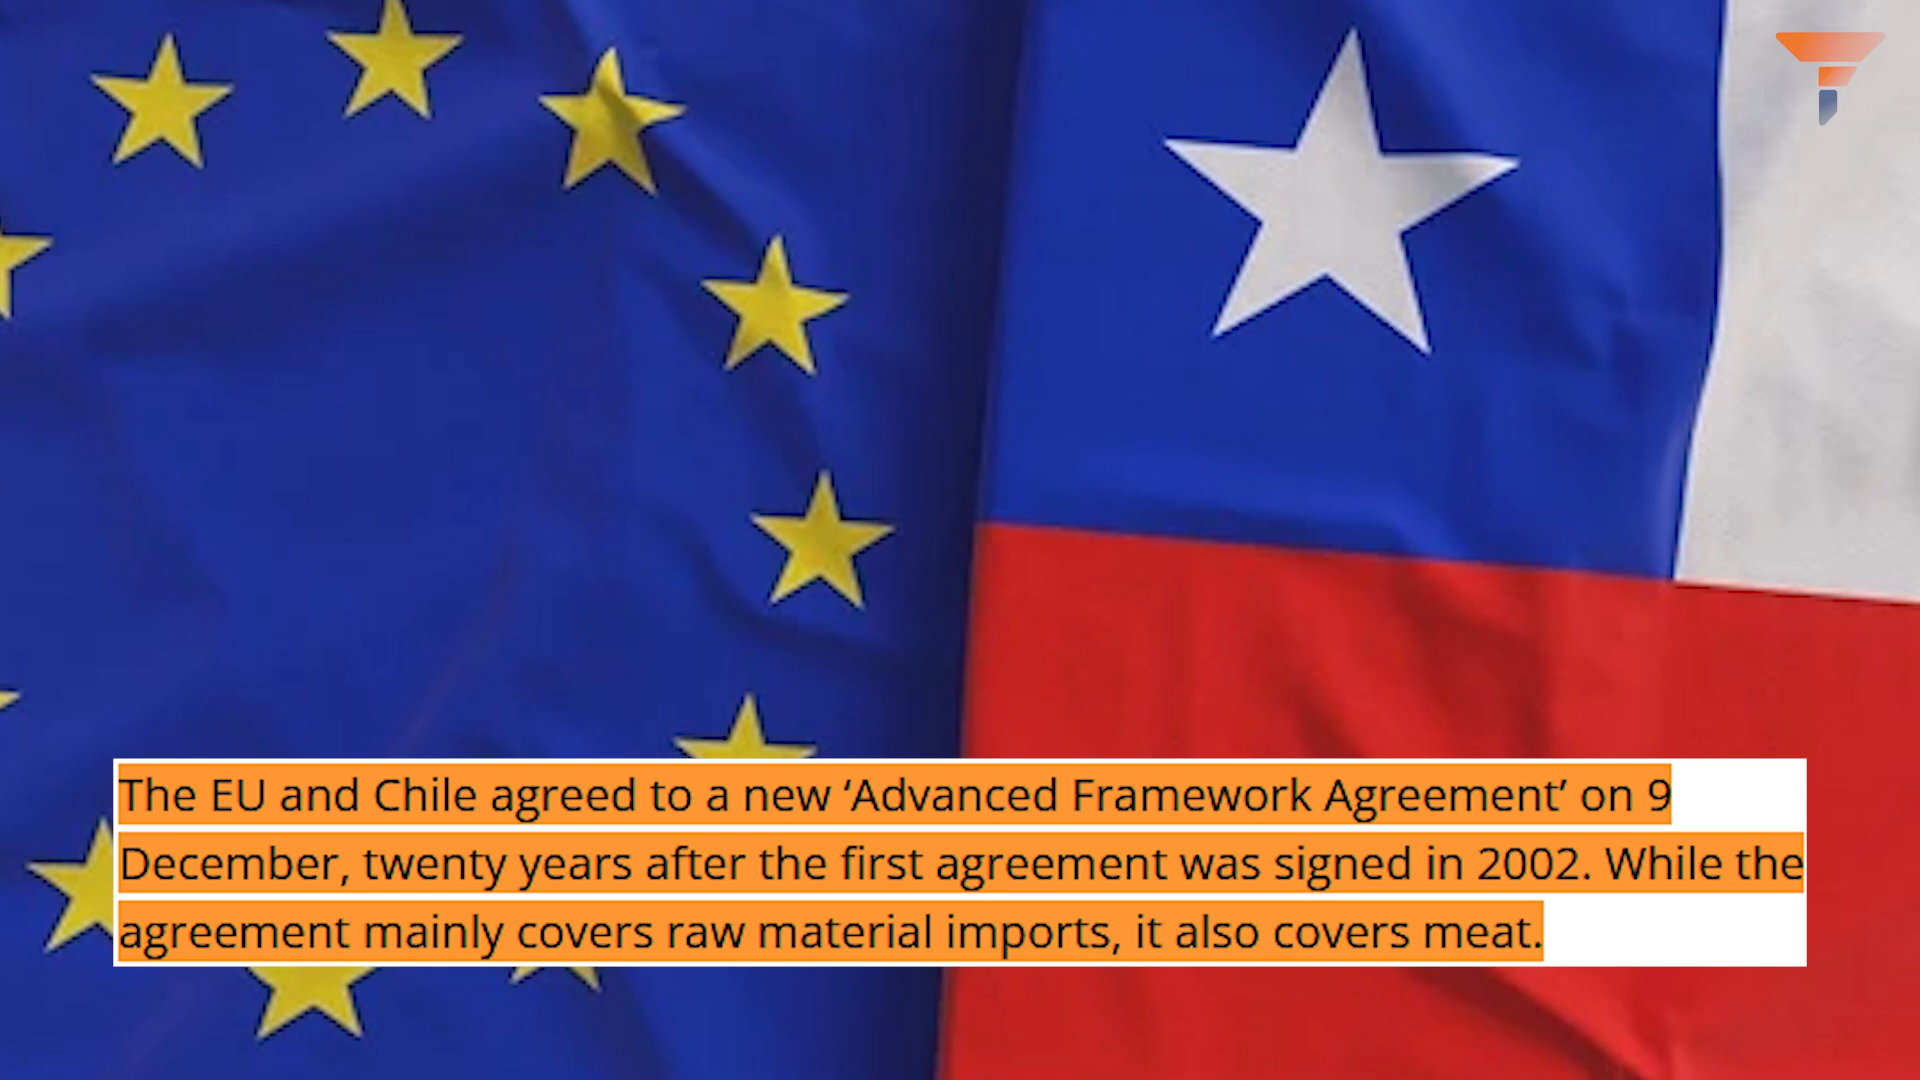 The EU and Chile agreed to a new ‘Advanced Framework Agreement’ on 9
December, twenty years after the first agreement was signed in 2002. While the
agreement mainly covers raw material imports, it also covers meat.